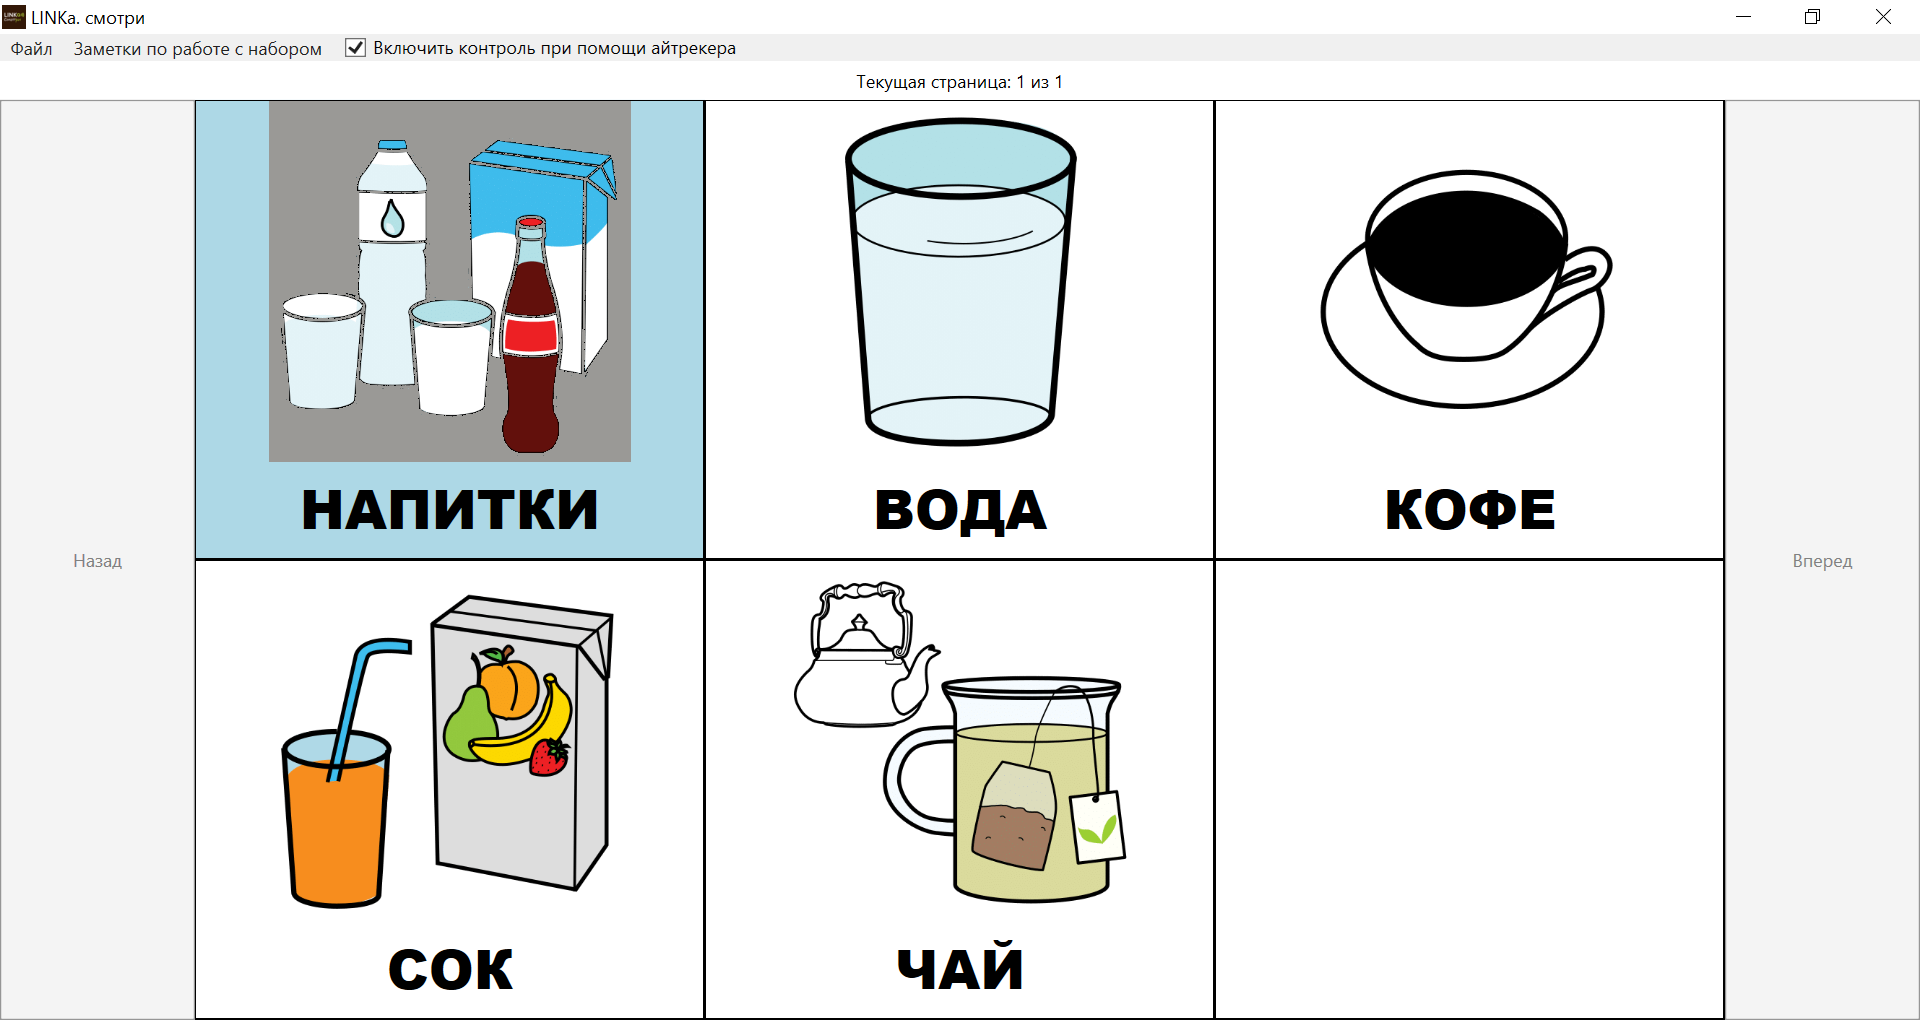 LINKa. смотри
Файл Заметки по работе с набором Включить контроль при помощи айтрекера
Текущая страница: 1 из 1
НАПИТКИ ВОДА КОФЕ
Назад Вперед
СОК ЧАЙ